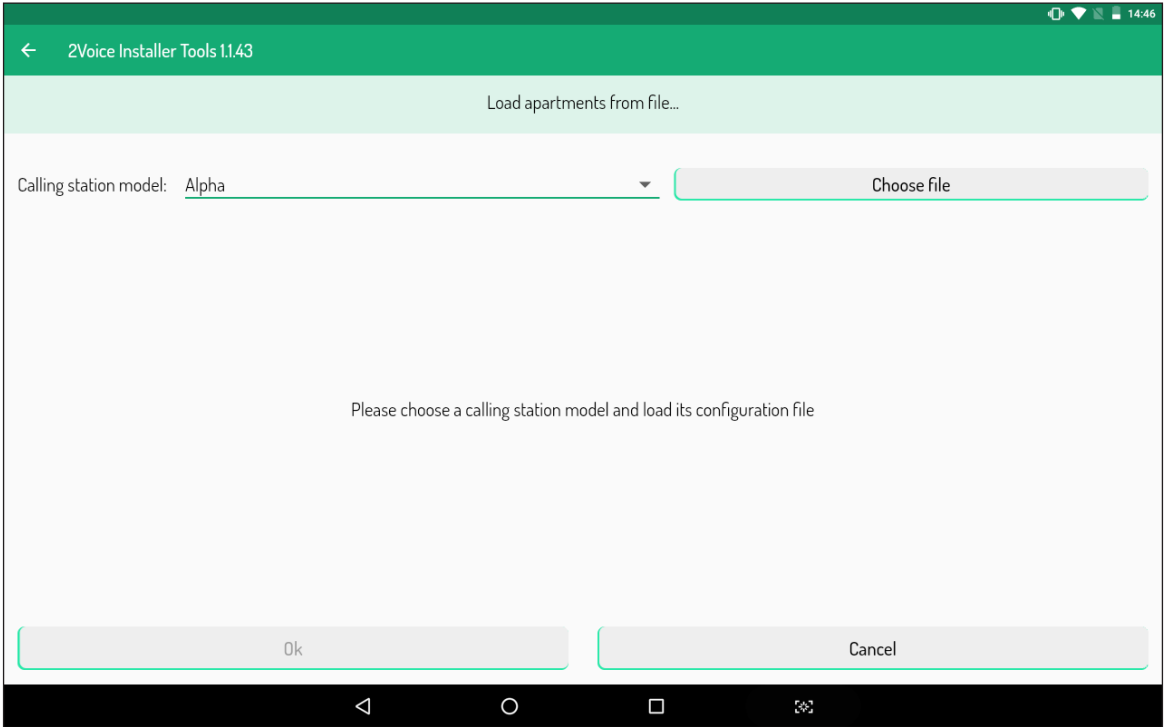 14:46
2Voice Installer Tools 1.1.43
Load apartments from file...
Calling station model: Alpha
Choose file
Please choose a calling station model and load its configuration file
Ok
Cancel